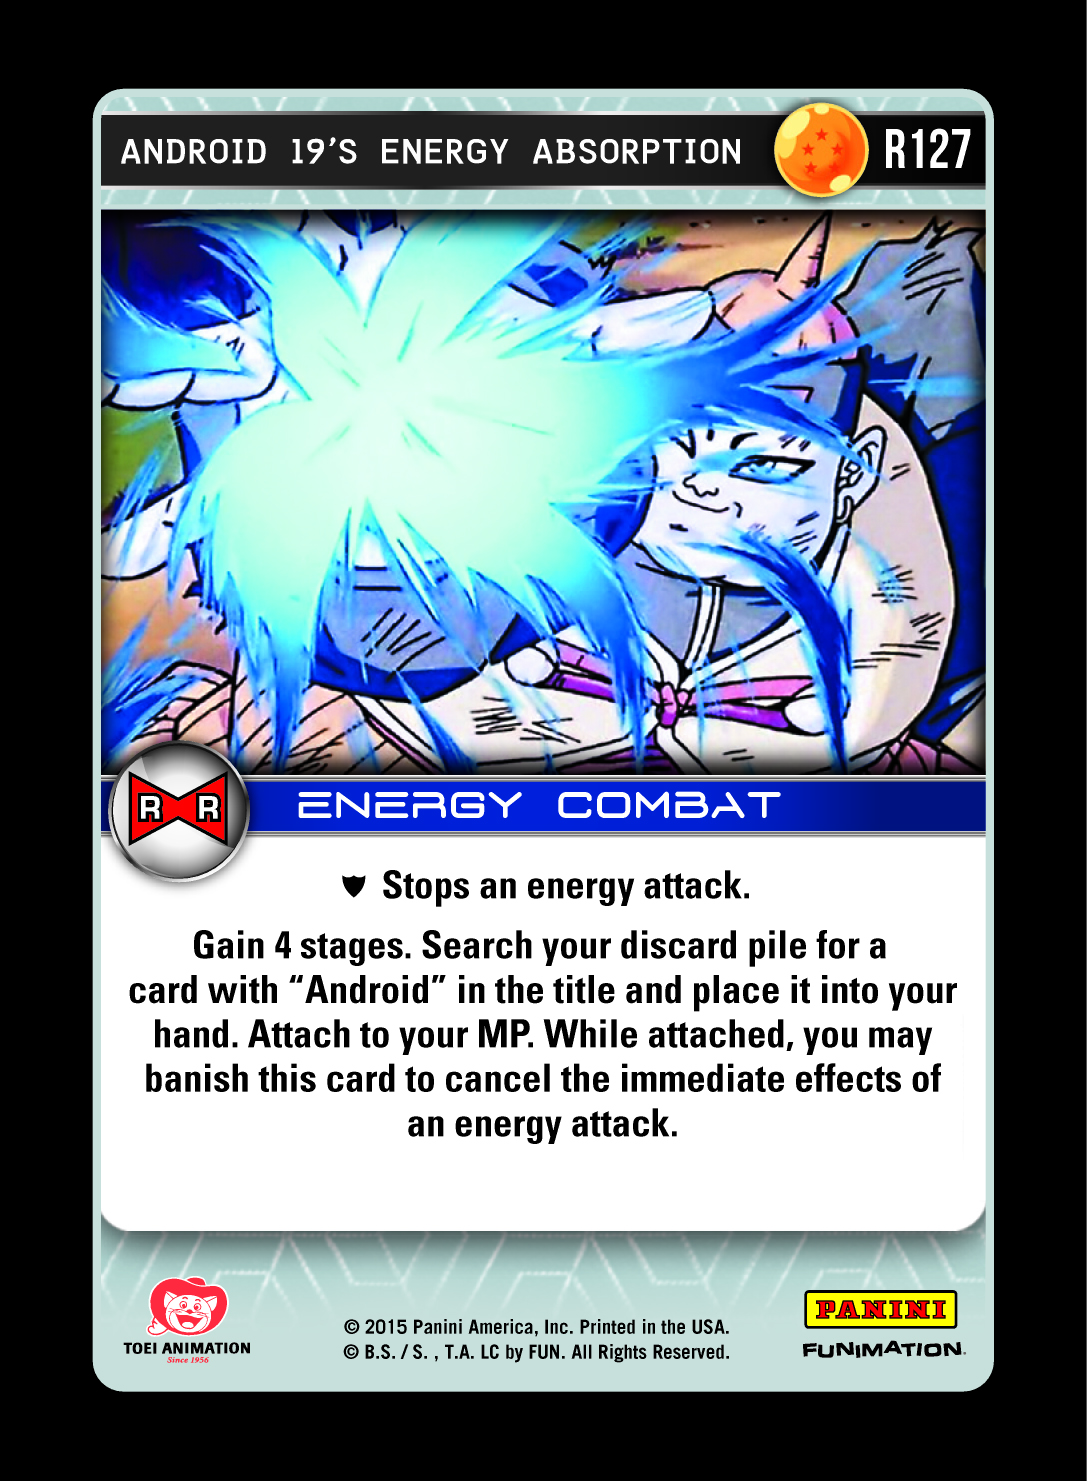 ANDROID 19’S ENERGY ABSORPTION
R127
R R
ENERGY COMBAT
Stops an energy attack.
Gain 4 stages. Search your discard pile for a
card with “Android” in the title and place it into your
hand. Attach to your MP. While attached, you may
banish this card to cancel the immediate effects of
an energy attack.
TOEI ANIMATION
Since 1956
© 2015 Panini America, Inc. Printed in the USA.
© B.S. / S. , T.A. LC by FUN. All Rights Reserved.
PANINI
FUNIMATION